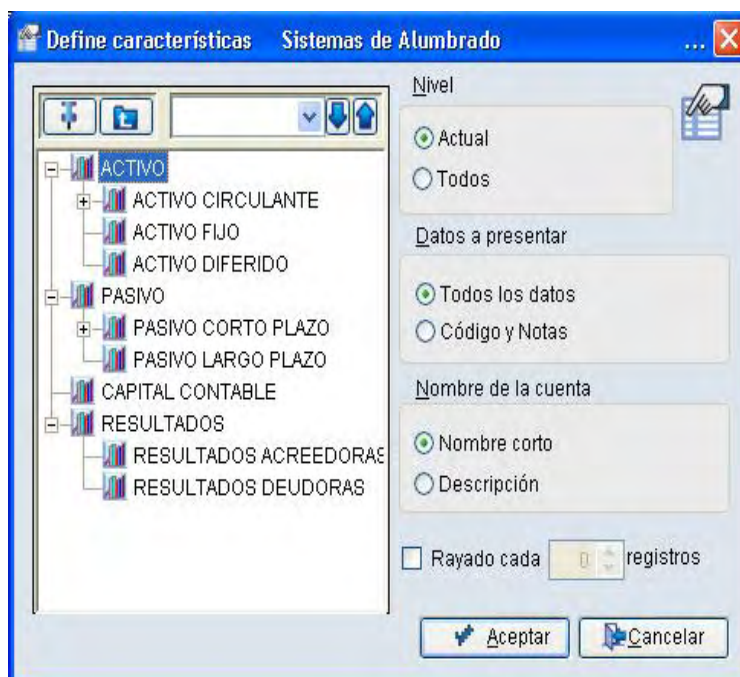 Define características Sistemas de Alumbrado ...
ACTIVO
ACTIVO CIRCULANTE
ACTIVO FIJO
ACTIVO DIFERIDO
PASIVO
PASIVO CORTO PLAZO
PASIVO LARGO PLAZO
CAPITAL CONTABLE
RESULTADOS
RESULTADOS ACREEDORAS
RESULTADOS DEUDORAS
Nivel
Actual
Todos
Datos a presentar
Todos los datos
Código y Notas
Nombre de la cuenta
Nombre corto
Descripción
Rayado cada 0 registros
Aceptar Cancelar